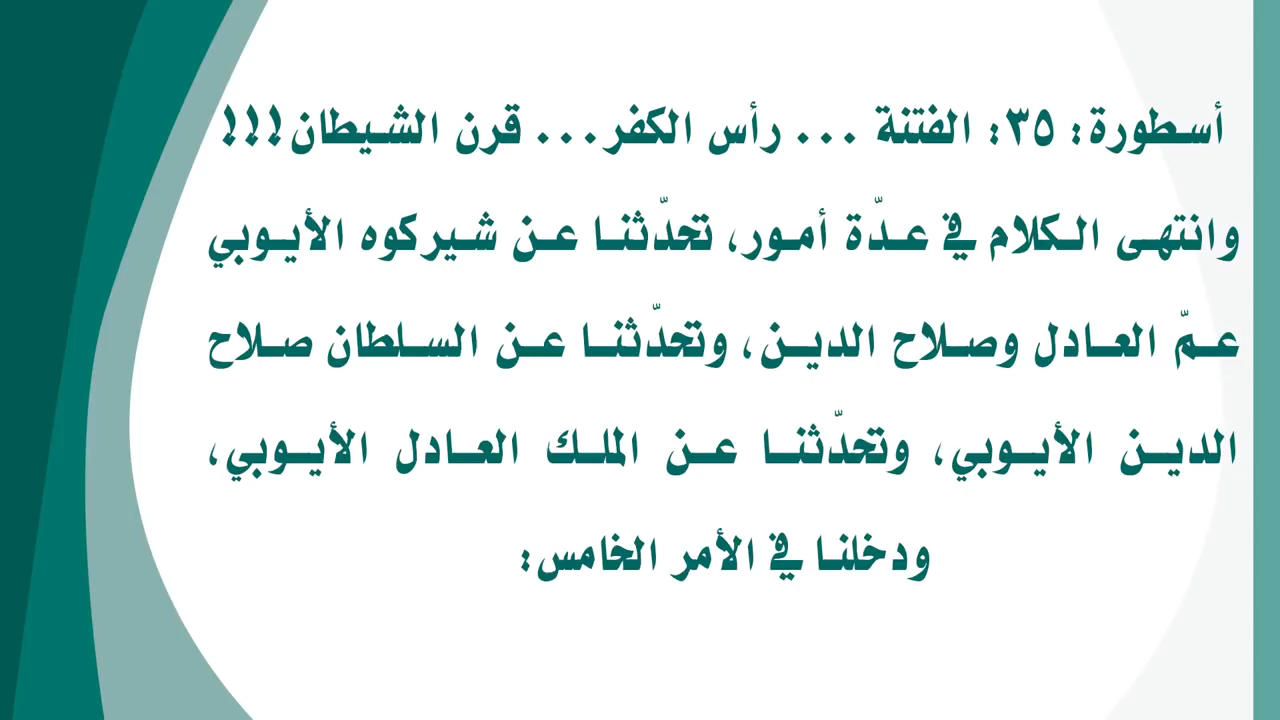 أسطورة: ٣٥: الفتنة ... رأس الكفر... قرن الشيطان!!!
وانتهى الكلام في عدّة أمور، تحدّثنا عن شيركوه الأيوبي
عمّ العادل وصلاح الدين، وتحدّثنا عن السلطان صلاح
الدين الأيوبي، وتحدّثنا عن الملك العادل الأيوبي،
ودخلنا في الأمر الخامس: